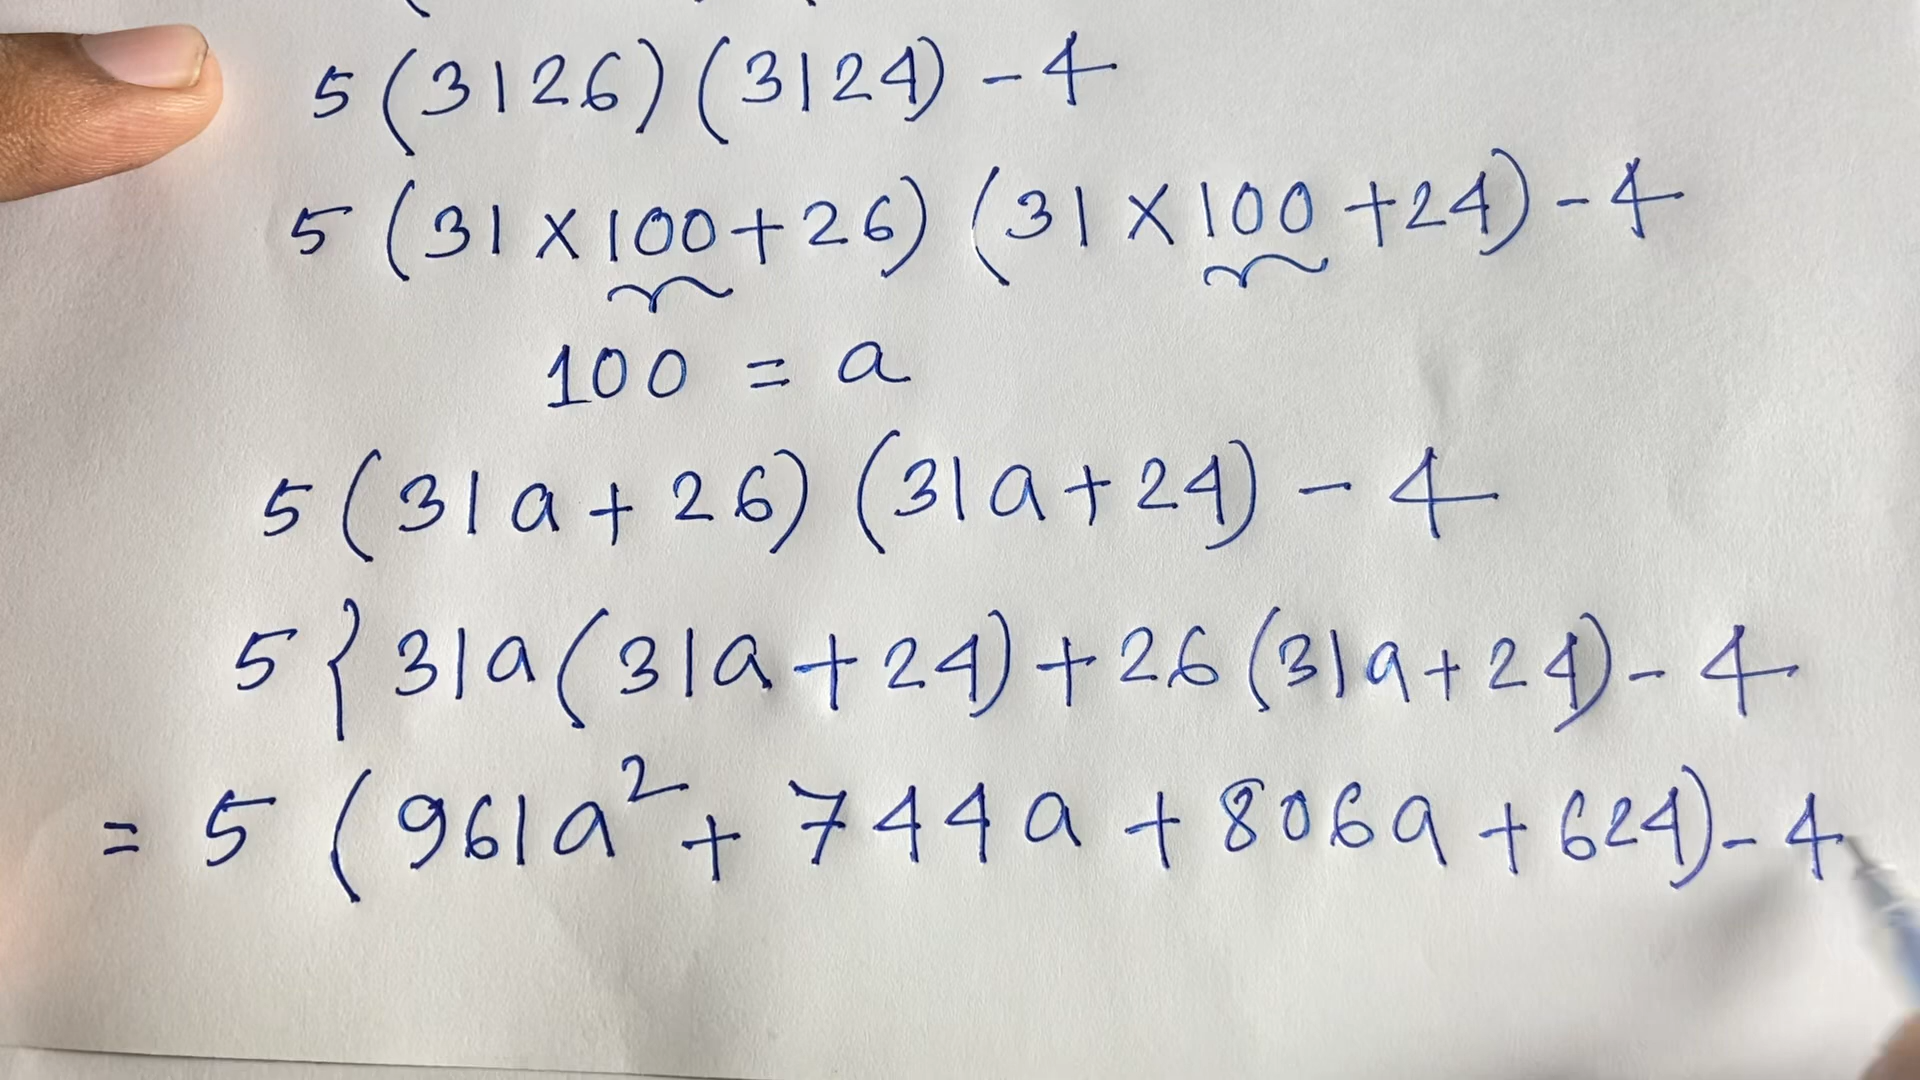 5(3126)(3124)-4
5(31×100+26)(31×100+24)-4
100 = a
5(31a+26)(31a+24)-4
5{31a(31a+24)+26(31a+24)-4
= 5(961a²+744a+806a+624)-4